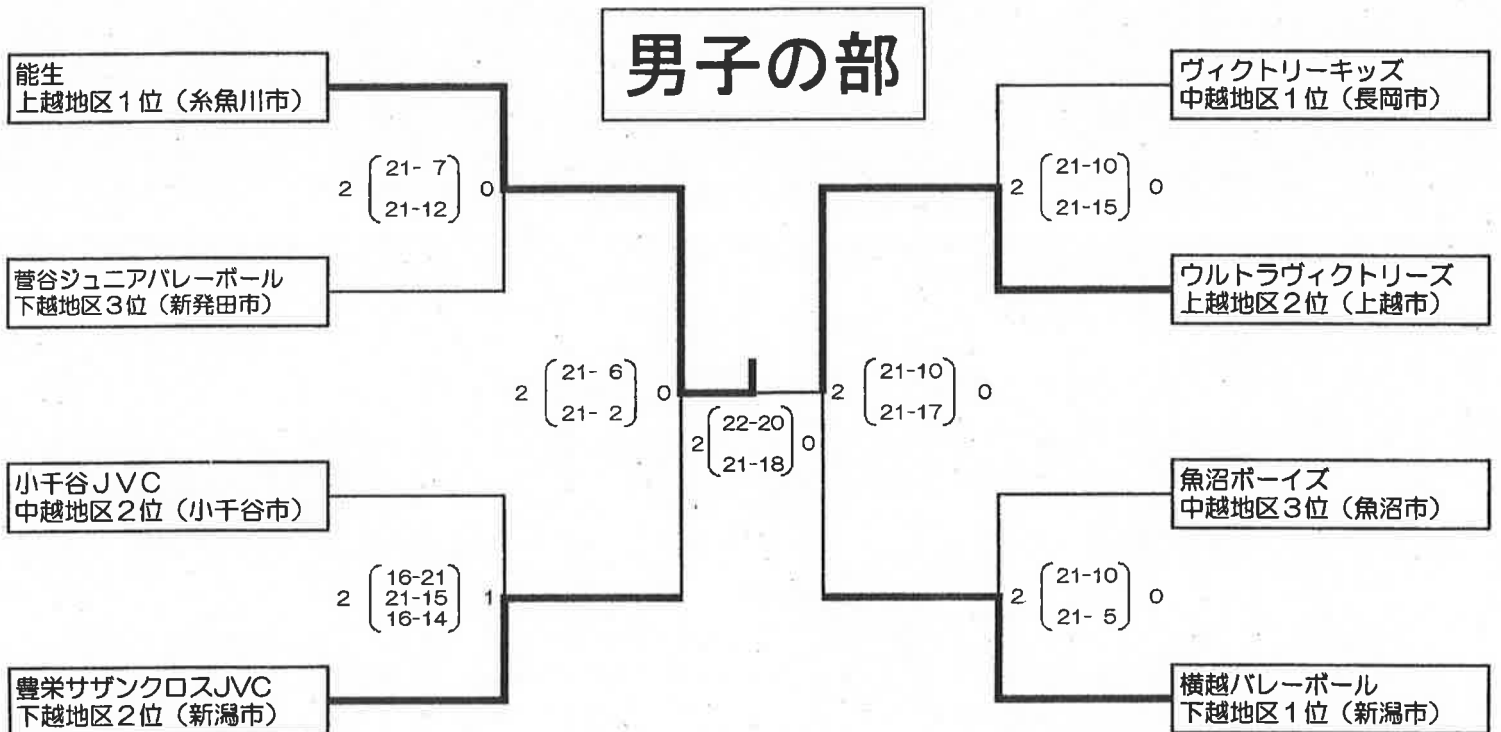 男子の部
能生
上越地区1位（糸魚川市）
2 21- 7 0
21-12
菅谷ジュニアバレーボール
下越地区3位（新発田市）
2 21- 6 0
21- 2
小千谷JVC
中越地区2位（小千谷市）
2 16-21 1
21-15
16-14
豊栄サザンクロスJVC
下越地区2位（新潟市）
2 22-20 0
21-18
ヴィクトリーキッズ
中越地区1位（長岡市）
2 21-10 0
21-15
ウルトラヴィクトリーズ
上越地区2位（上越市）
2 21-10 0
21-17
魚沼ボーイズ
中越地区3位（魚沼市）
2 21-10 0
21- 5
横越バレーボール
下越地区1位（新潟市）